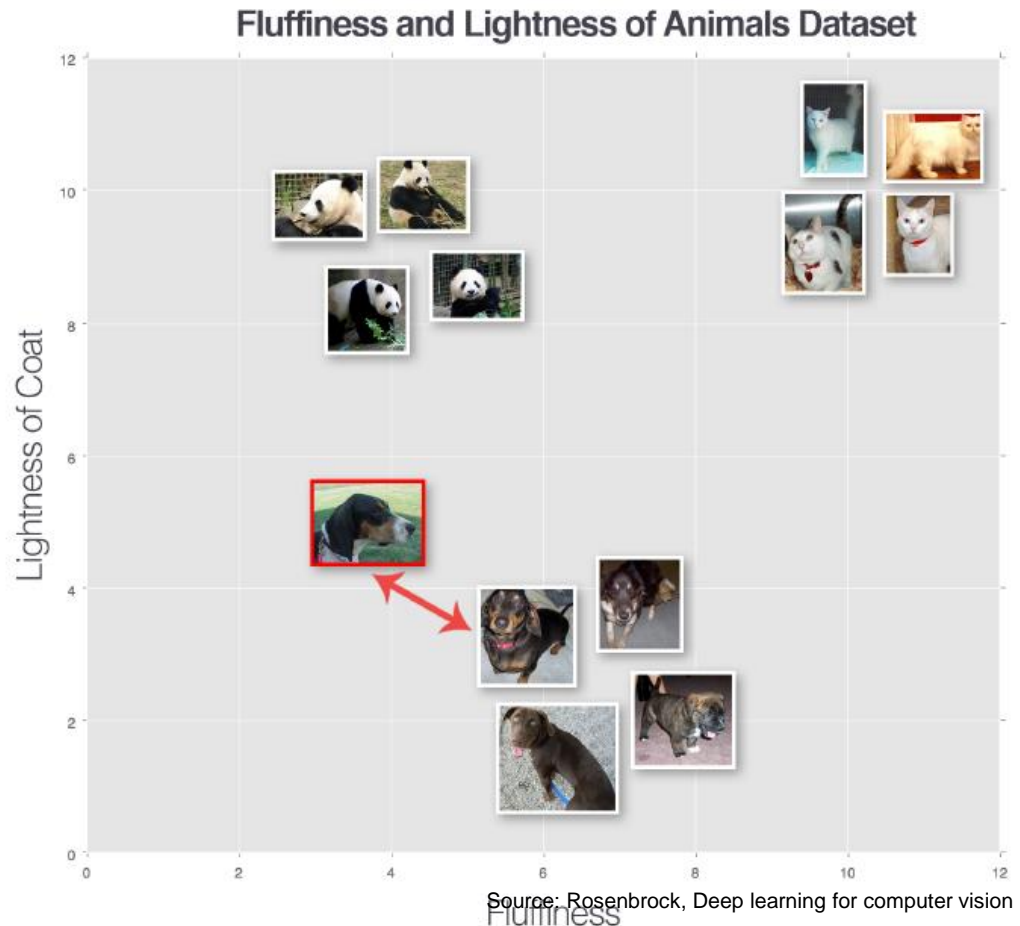 Fluffiness and Lightness of Animals Dataset
12
10
8
6
4
2
0
Lightness of Coat
0 2 4 6 8 10 12
Source: Rosenbrock, Deep learning for computer vision
Fluffiness